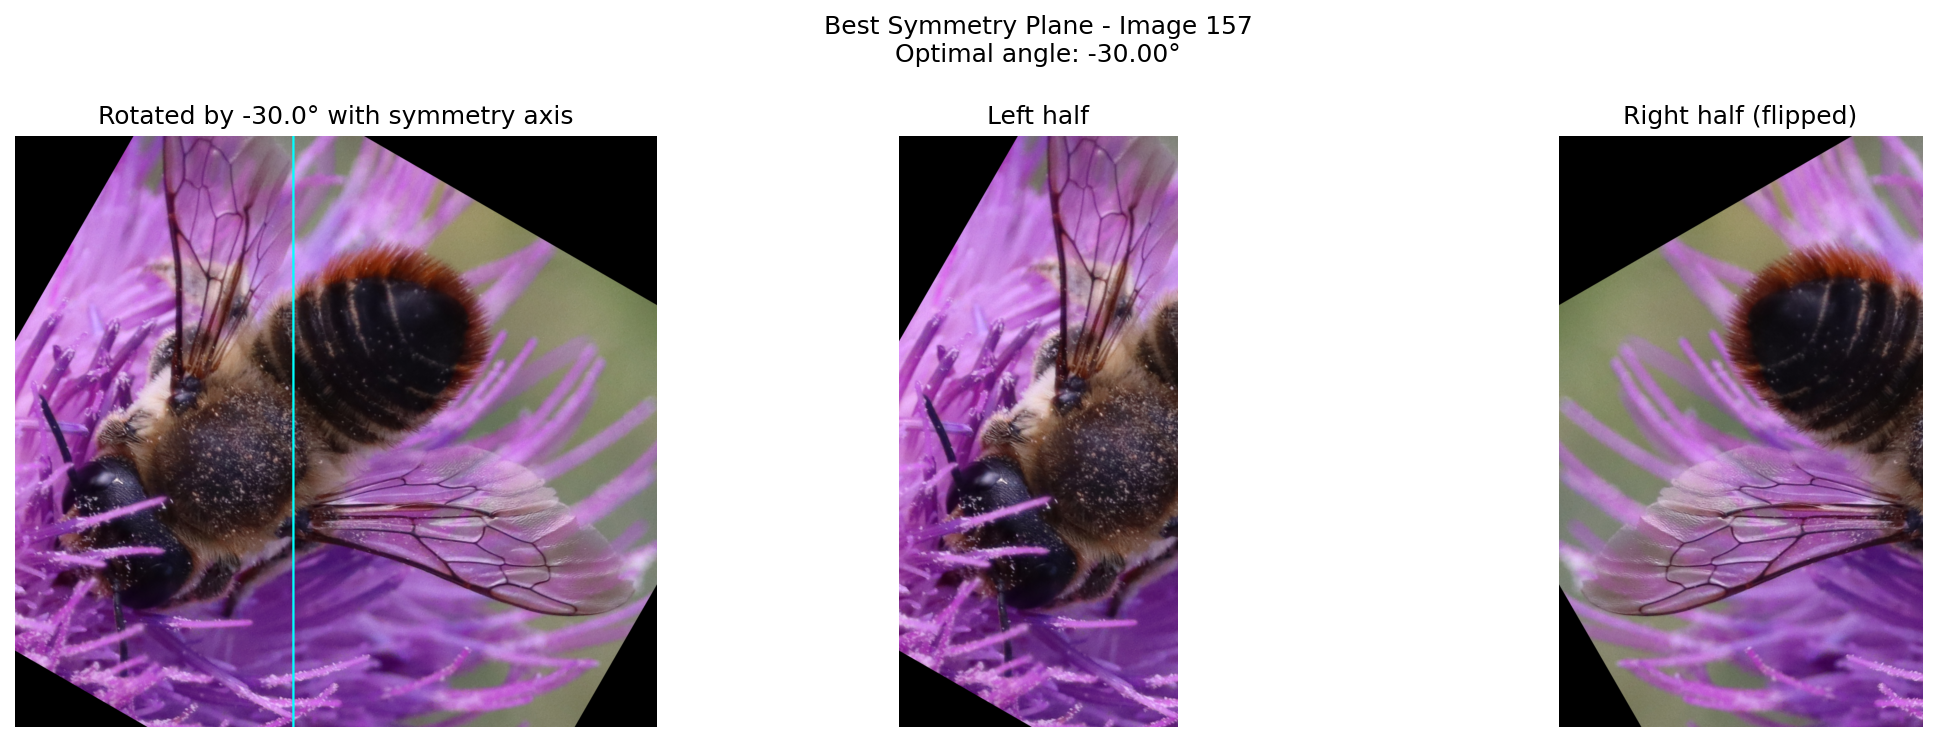 Best Symmetry Plane - Image 157
Optimal angle: -30.00°
Rotated by -30.0° with symmetry axis
Left half
Right half (flipped)